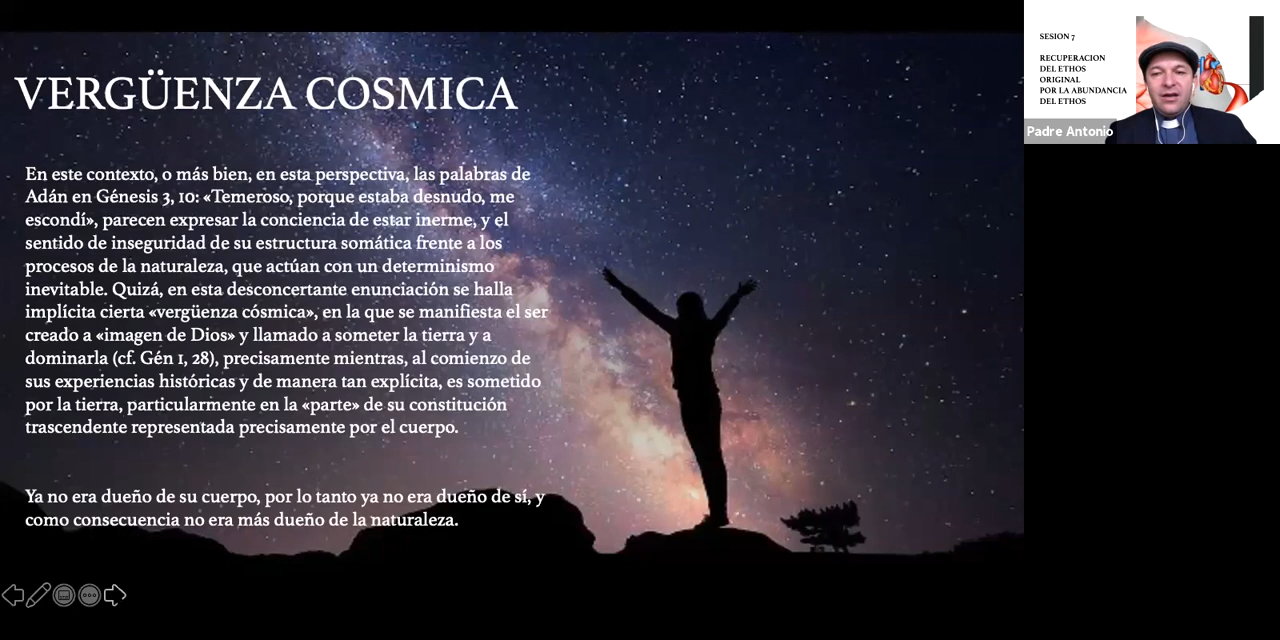 VERGÜENZA COSMICA
En este contexto, o más bien, en esta perspectiva, las palabras de
Adán en Génesis 3, 10: «Temeroso, porque estaba desnudo, me
escondí», parecen expresar la conciencia de estar inerme, y el
sentido de inseguridad de su estructura somática frente a los
procesos de la naturaleza, que actúan con un determinismo
inevitable. Quizá, en esta desconcertante enunciación se halla
implícita cierta «vergüenza cósmica», en la que se manifiesta el ser
creado a «imagen de Dios» y llamado a someter la tierra y a
dominarla (cf. Gén 1, 28), precisamente mientras, al comienzo de
sus experiencias históricas y de manera tan explícita, es sometido
por la tierra, particularmente en la «parte» de su constitución
trascendente representada precisamente por el cuerpo.
Ya no era dueño de su cuerpo, por lo tanto ya no era dueño de sí, y
como consecuencia no era más dueño de la naturaleza.
SESION 7
RECUPERACION
DEL ETHOS
ORIGINAL
POR LA ABUNDANCIA
DEL ETHOS
Padre Antonio